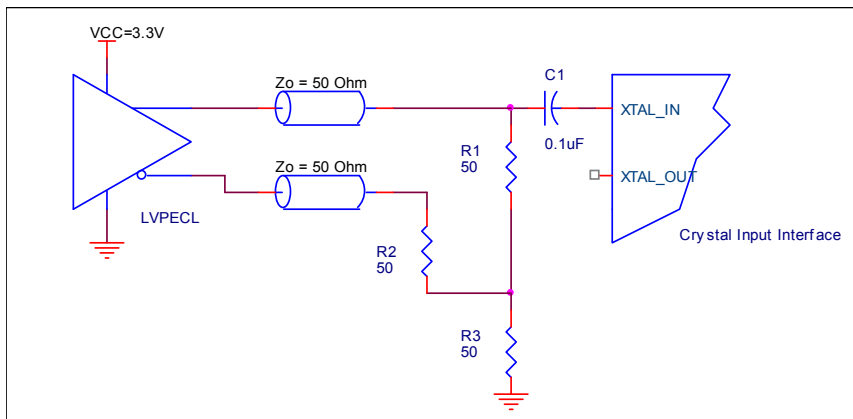 VCC=3.3V
Zo = 50 Ohm
C1
XTAL_IN
0.1uF
R1
50
Zo = 50 Ohm
XTAL_OUT
LVPECL
Crystal Input Interface
R2
50
R3
50